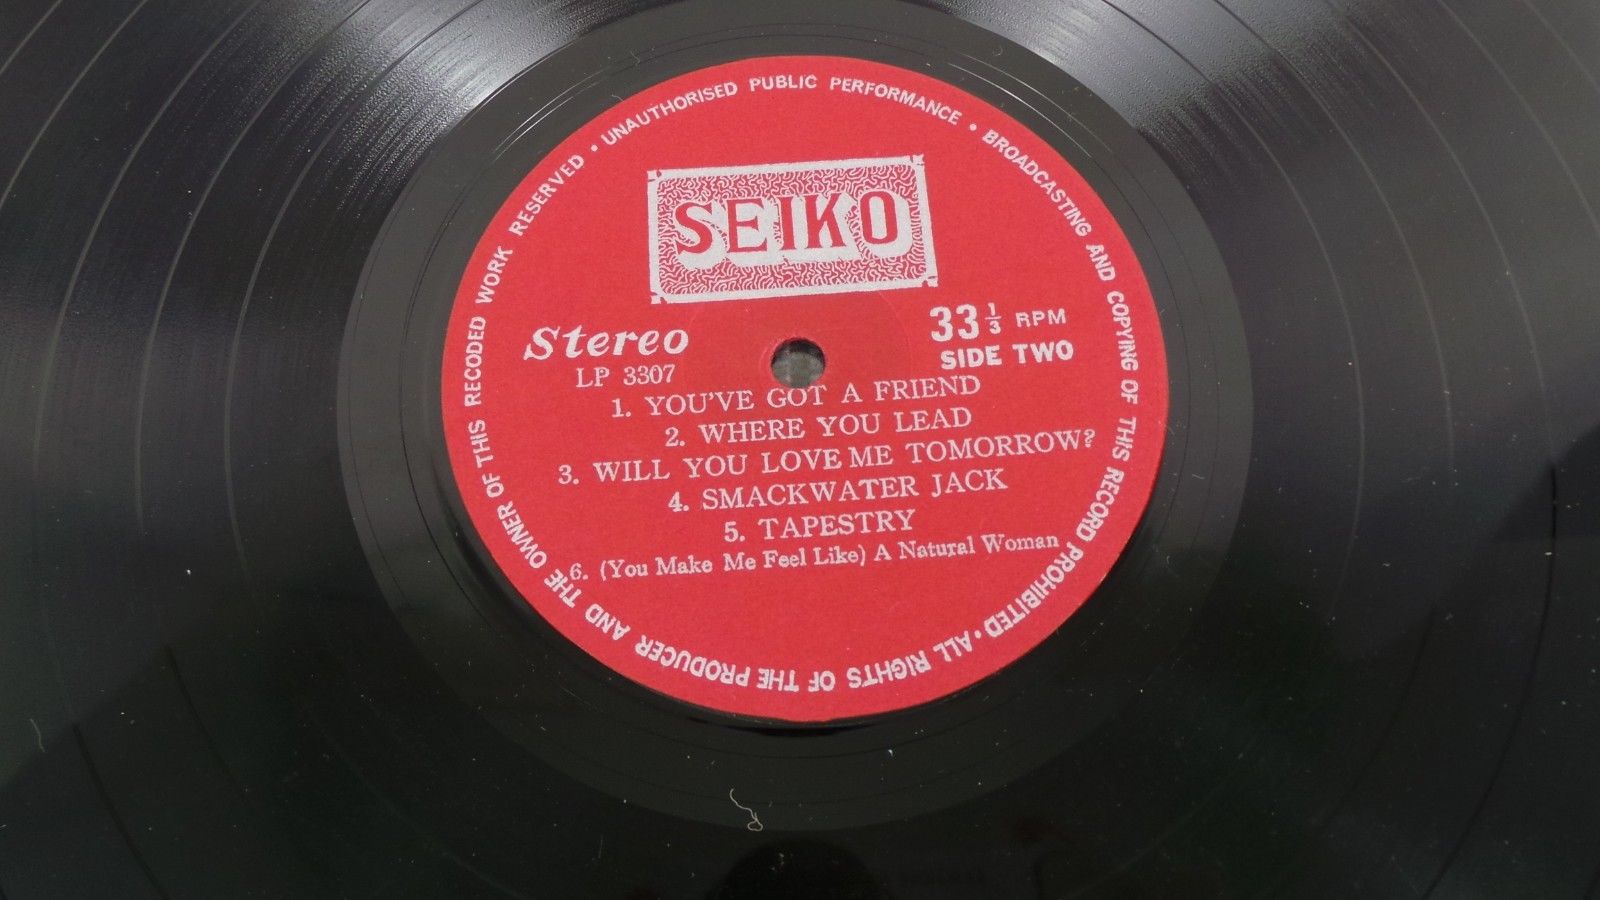 • UNAUTHORISED PUBLIC PERFORMANCE • BROADCASTING AND COPYING OF THIS RECORD PROHIBITED • ALL RIGHTS OF THE PRODUCER AND THE OWNER OF THIS RECODED WORK RESERVED
SEIKO
Stereo
LP 3307
33 1/3 RPM
SIDE TWO
1. YOU'VE GOT A FRIEND
2. WHERE YOU LEAD
3. WILL YOU LOVE ME TOMORROW?
4. SMACKWATER JACK
5. TAPESTRY
6. (You Make Me Feel Like) A Natural Woman